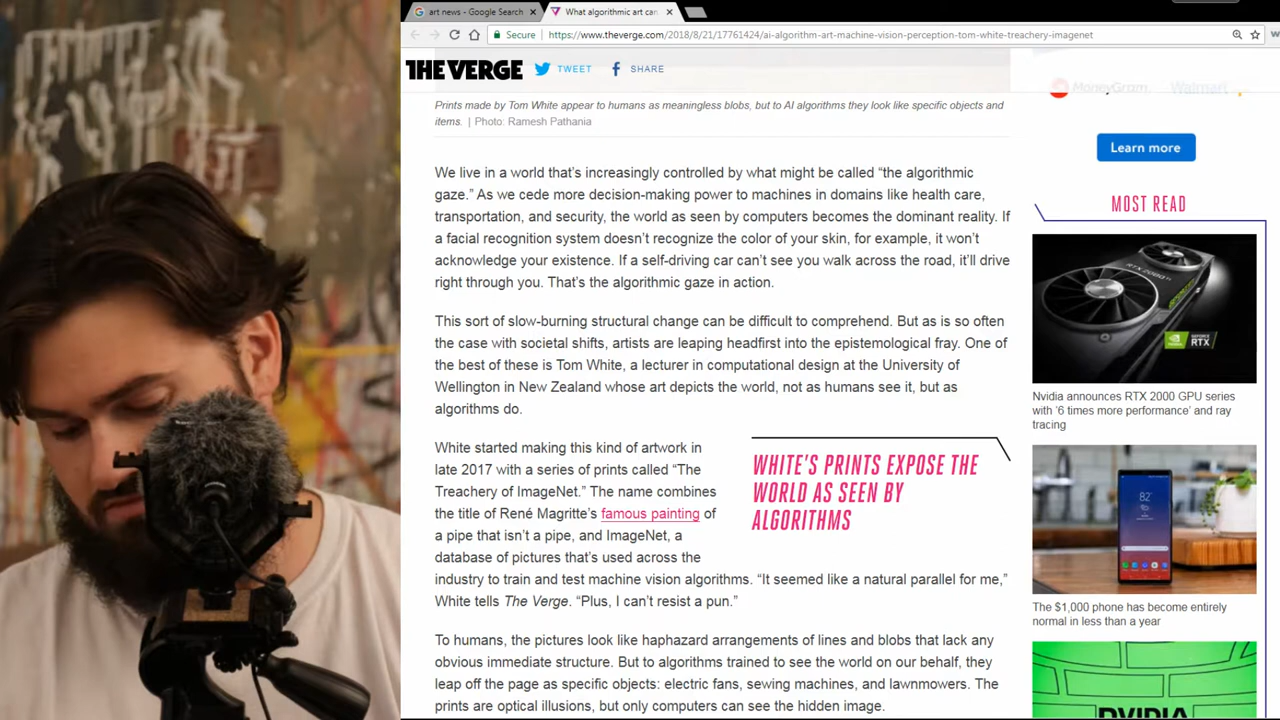 art news - Google Search
What algorithmic art can
Secure
https://www.theverge.com/2018/8/21/17761424/ai-algorithm-art-machine-vision-perception-tom-white-treachery-imagenet
THE VERGE
TWEET
SHARE
Prints made by Tom White appear to humans as meaningless blobs, but to AI algorithms they look like specific objects and
items. | Photo: Ramesh Pathania
We live in a world that’s increasingly controlled by what might be called “the algorithmic
gaze.” As we cede more decision-making power to machines in domains like health care,
transportation, and security, the world as seen by computers becomes the dominant reality. If
a facial recognition system doesn’t recognize the color of your skin, for example, it won’t
acknowledge your existence. If a self-driving car can’t see you walk across the road, it’ll drive
right through you. That’s the algorithmic gaze in action.
This sort of slow-burning structural change can be difficult to comprehend. But as is so often
the case with societal shifts, artists are leaping headfirst into the epistemological fray. One of
the best of these is Tom White, a lecturer in computational design at the University of
Wellington in New Zealand whose art depicts the world, not as humans see it, but as
algorithms do.
White started making this kind of artwork in
late 2017 with a series of prints called “The
Treachery of ImageNet.” The name combines
the title of René Magritte’s famous painting of
a pipe that isn’t a pipe, and ImageNet, a
database of pictures that’s used across the
industry to train and test machine vision algorithms. “It seemed like a natural parallel for me,”
White tells The Verge. “Plus, I can’t resist a pun.”
WHITE’S PRINTS EXPOSE THE
WORLD AS SEEN BY
ALGORITHMS
To humans, the pictures look like haphazard arrangements of lines and blobs that lack any
obvious immediate structure. But to algorithms trained to see the world on our behalf, they
leap off the page as specific objects: electric fans, sewing machines, and lawnmowers. The
prints are optical illusions, but only computers can see the hidden image.
MoneyGram
Walmart
Learn more
MOST READ
RTX 2080 Ti
NVIDIA
GEFORCE
RTX
Nvidia announces RTX 2000 GPU series
with ‘6 times more performance’ and ray
tracing
82°
The $1,000 phone has become entirely
normal in less than a year
NVIDIA